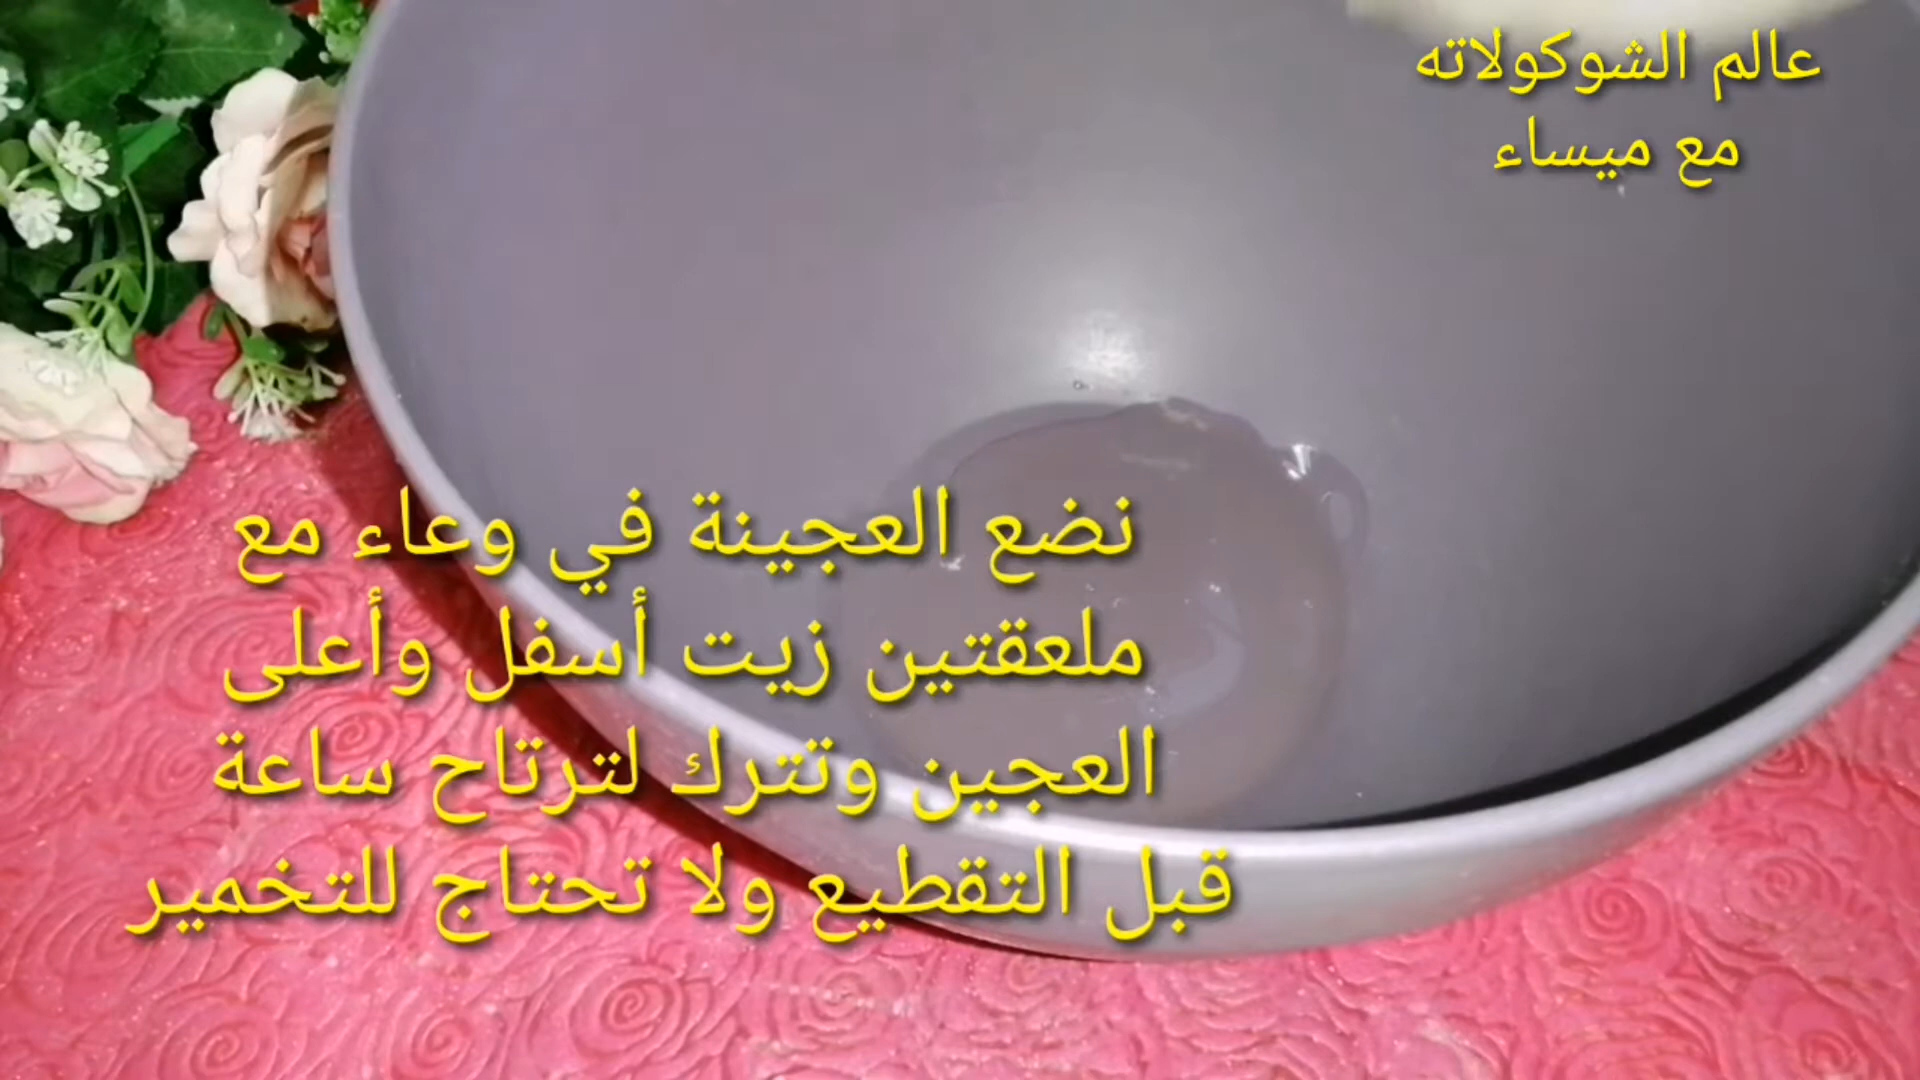 عالم الشوكولاته
مع ميساء
نضع العجينة في وعاء مع
ملعقتين زيت أسفل وأعلى
العجين وتترك لترتاح ساعة
قبل التقطيع ولا تحتاج للتخمير